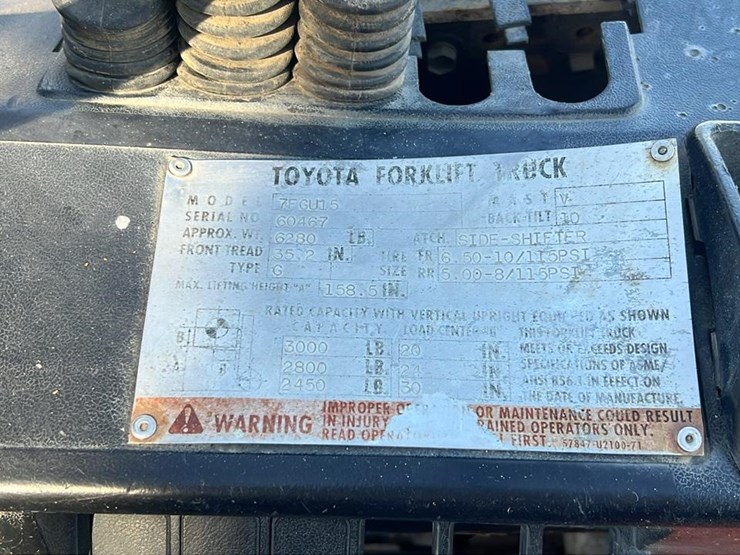 TOYOTA FORKLIFT TRUCK
MODEL 7FGU15 MAST V
SERIAL NO. 60467 BACK-TILT 10
APPROX. WT. 6280 LB. ATCH. SIDE-SHIFTER
FRONT TREAD 35.2 IN. TIRE FR 6.50-10/115PSI
TYPE G SIZE RR 5.00-8/115PSI
MAX. LIFTING HEIGHT "A" 158.5 IN.
RATED CAPACITY WITH VERTICAL UPRIGHT EQUIPPED AS SHOWN
CAPACITY LOAD CENTER-B THIS FORKLIFT TRUCK
3000 LB. 20 IN. MEETS OR EXCEEDS DESIGN
2800 LB. IN. SPECIFICATIONS OF ASME/
2450 LB. 30 IN. ANSI B56.1 IN EFFECT ON
THE DATE OF MANUFACTURE.
WARNING IMPROPER OPERATION OR MAINTENANCE COULD RESULT
IN INJURY RAINED OPERATORS ONLY.
READ FIRST. 57847-U2100-71
B
A
B